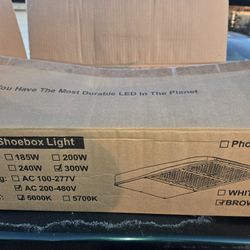 You Have The Most Durable LED In The Planet
Shoebox Light
185W 200W
240W 300W
AC 100-277V
AC 200-480V
5000K 5700K
Pho
WHIT
BROW